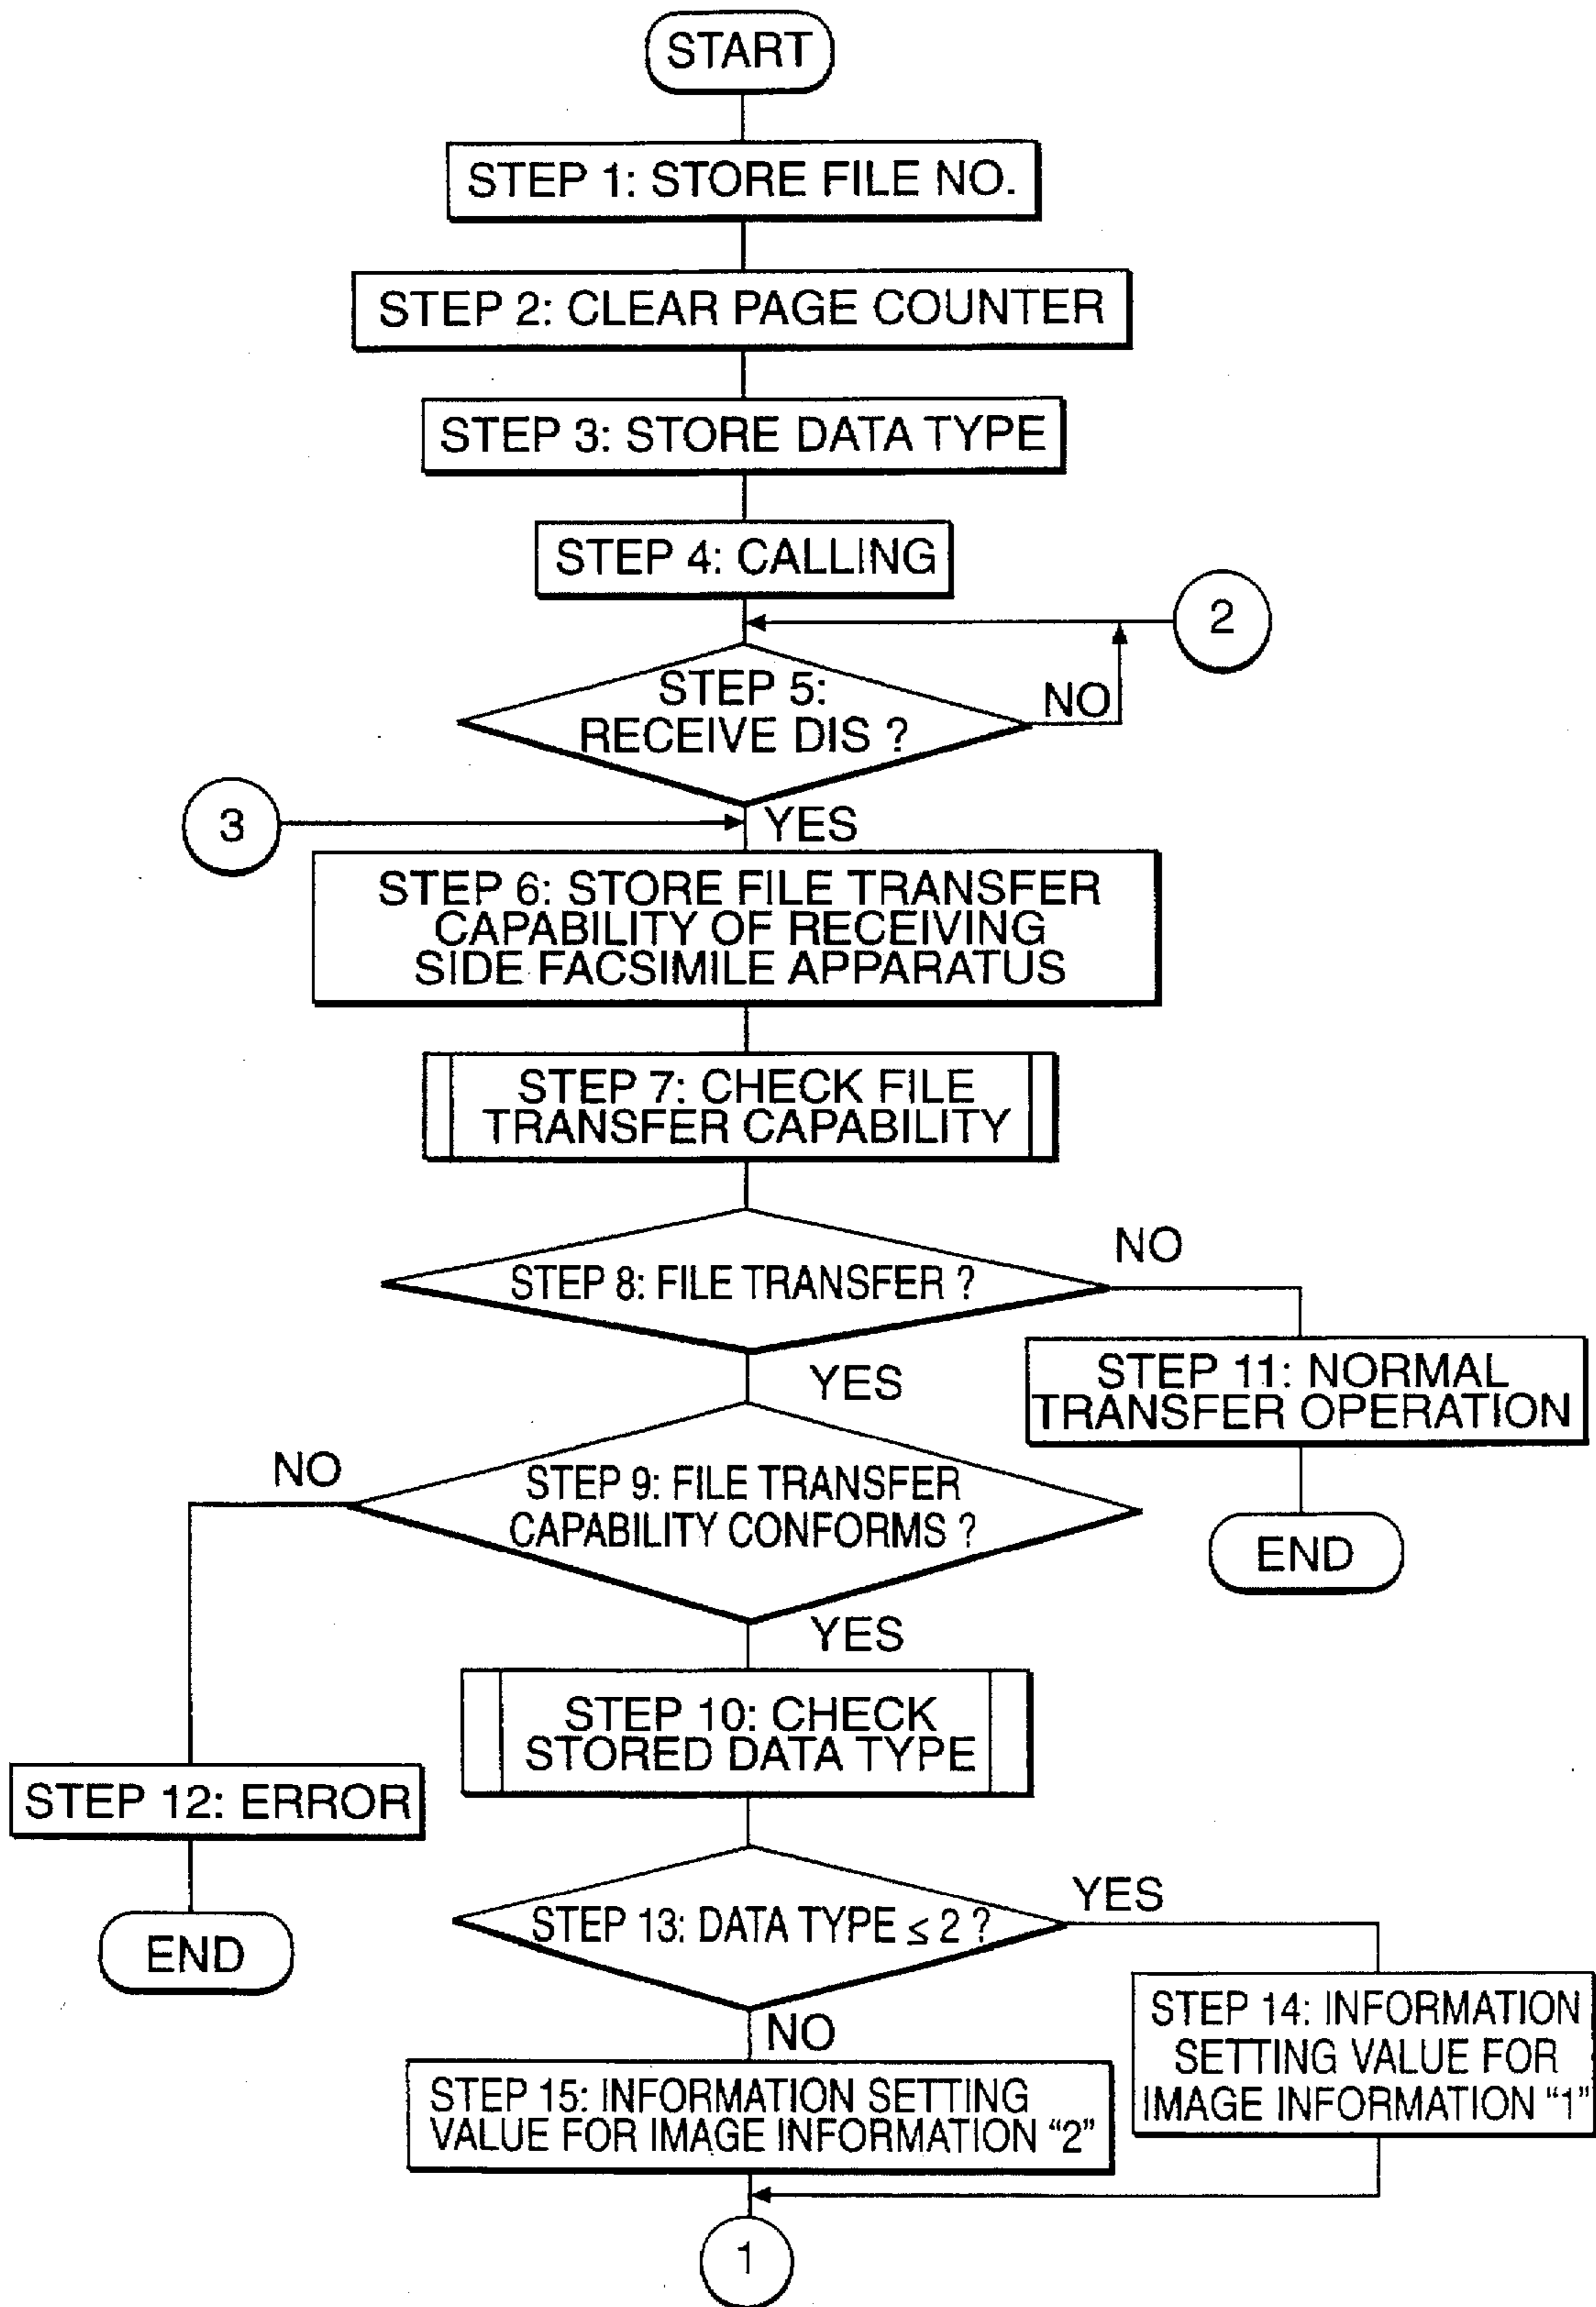 START
STEP 1: STORE FILE NO.
STEP 2: CLEAR PAGE COUNTER
STEP 3: STORE DATA TYPE
STEP 4: CALLING
2
STEP 5:
RECEIVE DIS ?
NO
3
YES
STEP 6: STORE FILE TRANSFER
CAPABILITY OF RECEIVING
SIDE FACSIMILE APPARATUS
STEP 7: CHECK FILE
TRANSFER CAPABILITY
STEP 8: FILE TRANSFER ?
NO
YES
STEP 11: NORMAL
TRANSFER OPERATION
END
STEP 9: FILE TRANSFER
CAPABILITY CONFORMS ?
NO
YES
STEP 10: CHECK
STORED DATA TYPE
STEP 12: ERROR
END
STEP 13: DATA TYPE ≤ 2 ?
YES
NO
STEP 14: INFORMATION
SETTING VALUE FOR
IMAGE INFORMATION “1”
STEP 15: INFORMATION SETTING
VALUE FOR IMAGE INFORMATION “2”
1